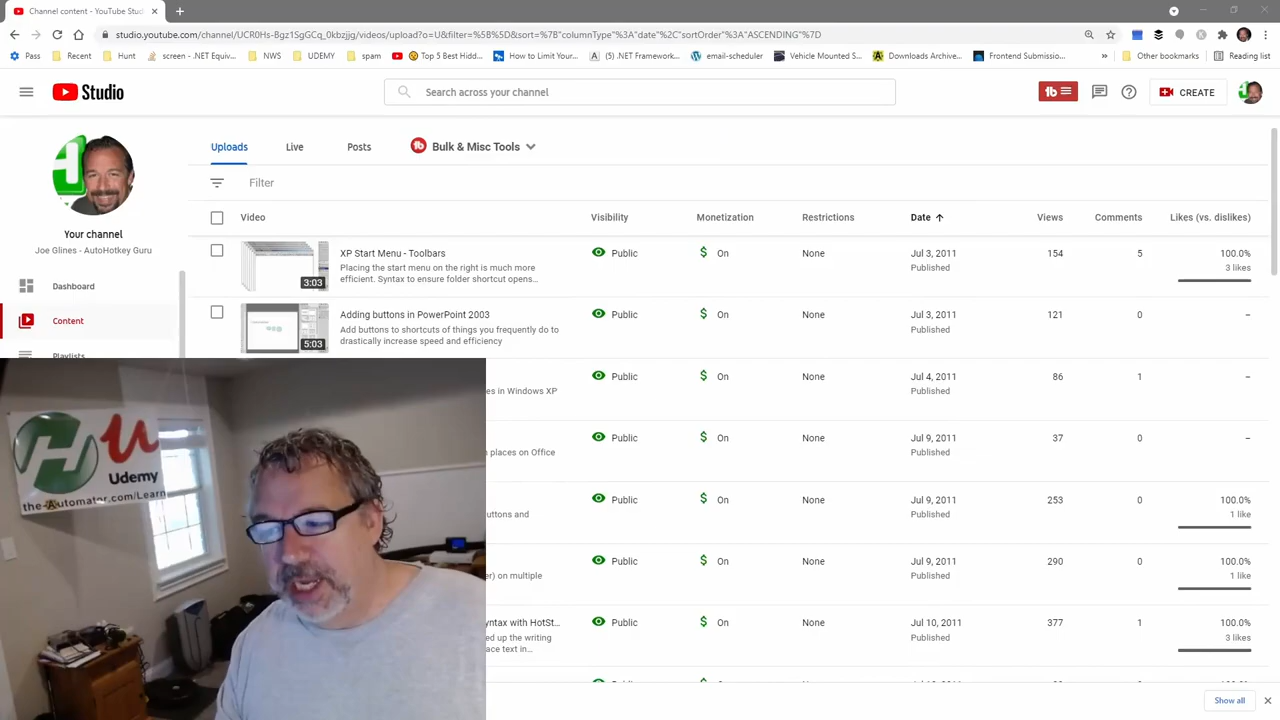 Channel content - YouTube Stud
studio.youtube.com/channel/UCR0Hs-Bgz1SgGCq_0kbzjjg/videos/upload?o=U&filter=%5B%5D&sort=%7B"columnType"%3A"date"%2C"sortOrder"%3A"ASCENDING"%7D
Pass
Recent
Hunt
screen - .NET Equiv...
NWS
UDEMY
spam
Top 5 Best Hidd...
How to Limit Your...
(5) .NET Framework...
email-scheduler
Vehicle Mounted S...
Downloads Archive...
Frontend Submissio...
Other bookmarks
Reading list
Studio
Search across your channel
CREATE
Uploads
Live
Posts
Bulk & Misc Tools
Filter
Your channel
Joe Glines - AutoHotkey Guru
Dashboard
Content
Playlists
Video
Visibility
Monetization
Restrictions
Date
Views
Comments
Likes (vs. dislikes)
XP Start Menu - Toolbars
Placing the start menu on the right is much more
efficient. Syntax to ensure folder shortcut opens...
3:03
Public
On
None
Jul 3, 2011
Published
154
5
100.0%
3 likes
Adding buttons in PowerPoint 2003
Add buttons to shortcuts of things you frequently do to
drastically increase speed and efficiency
5:03
Public
On
None
Jul 3, 2011
Published
121
0
–
es in Windows XP
Public
On
None
Jul 4, 2011
Published
86
1
–
n places on Office
Public
On
None
Jul 9, 2011
Published
37
0
–
uttons and
Public
On
None
Jul 9, 2011
Published
253
0
100.0%
1 like
er) on multiple
Public
On
None
Jul 9, 2011
Published
290
0
100.0%
1 like
yntax with HotSt...
ed up the writing
ace text in...
Public
On
None
Jul 10, 2011
Published
377
1
100.0%
3 likes
Show all
H
U
Udemy
the-Automator.com/Learn